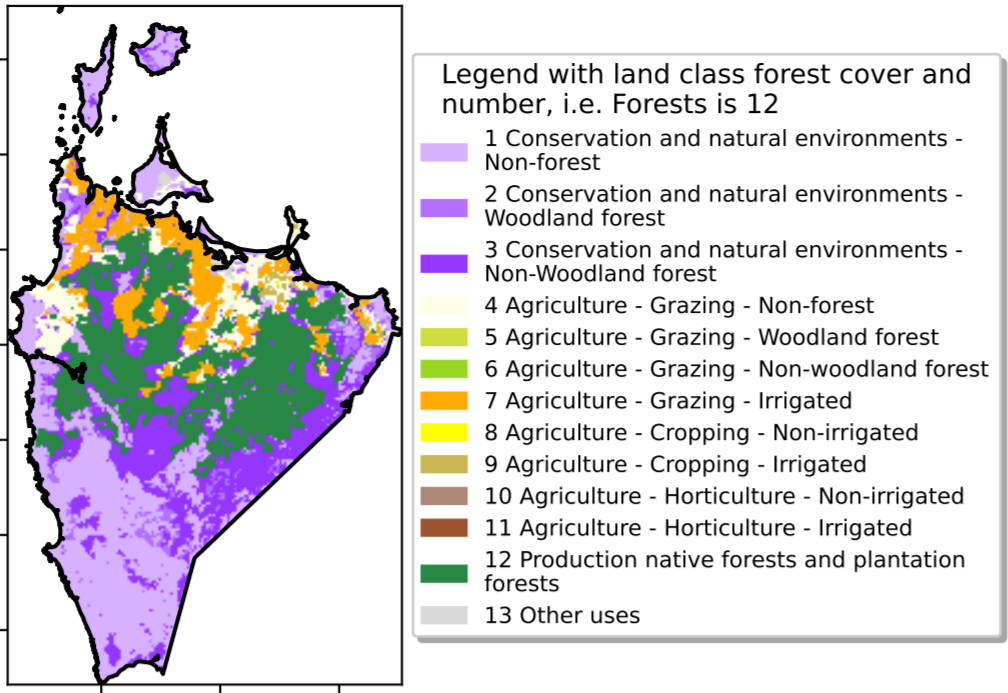 Legend with land class forest cover and
number, i.e. Forests is 12
1 Conservation and natural environments -
Non-forest
2 Conservation and natural environments -
Woodland forest
3 Conservation and natural environments -
Non-Woodland forest
4 Agriculture - Grazing - Non-forest
5 Agriculture - Grazing - Woodland forest
6 Agriculture - Grazing - Non-woodland forest
7 Agriculture - Grazing - Irrigated
8 Agriculture - Cropping - Non-irrigated
9 Agriculture - Cropping - Irrigated
10 Agriculture - Horticulture - Non-irrigated
11 Agriculture - Horticulture - Irrigated
12 Production native forests and plantation
forests
13 Other uses